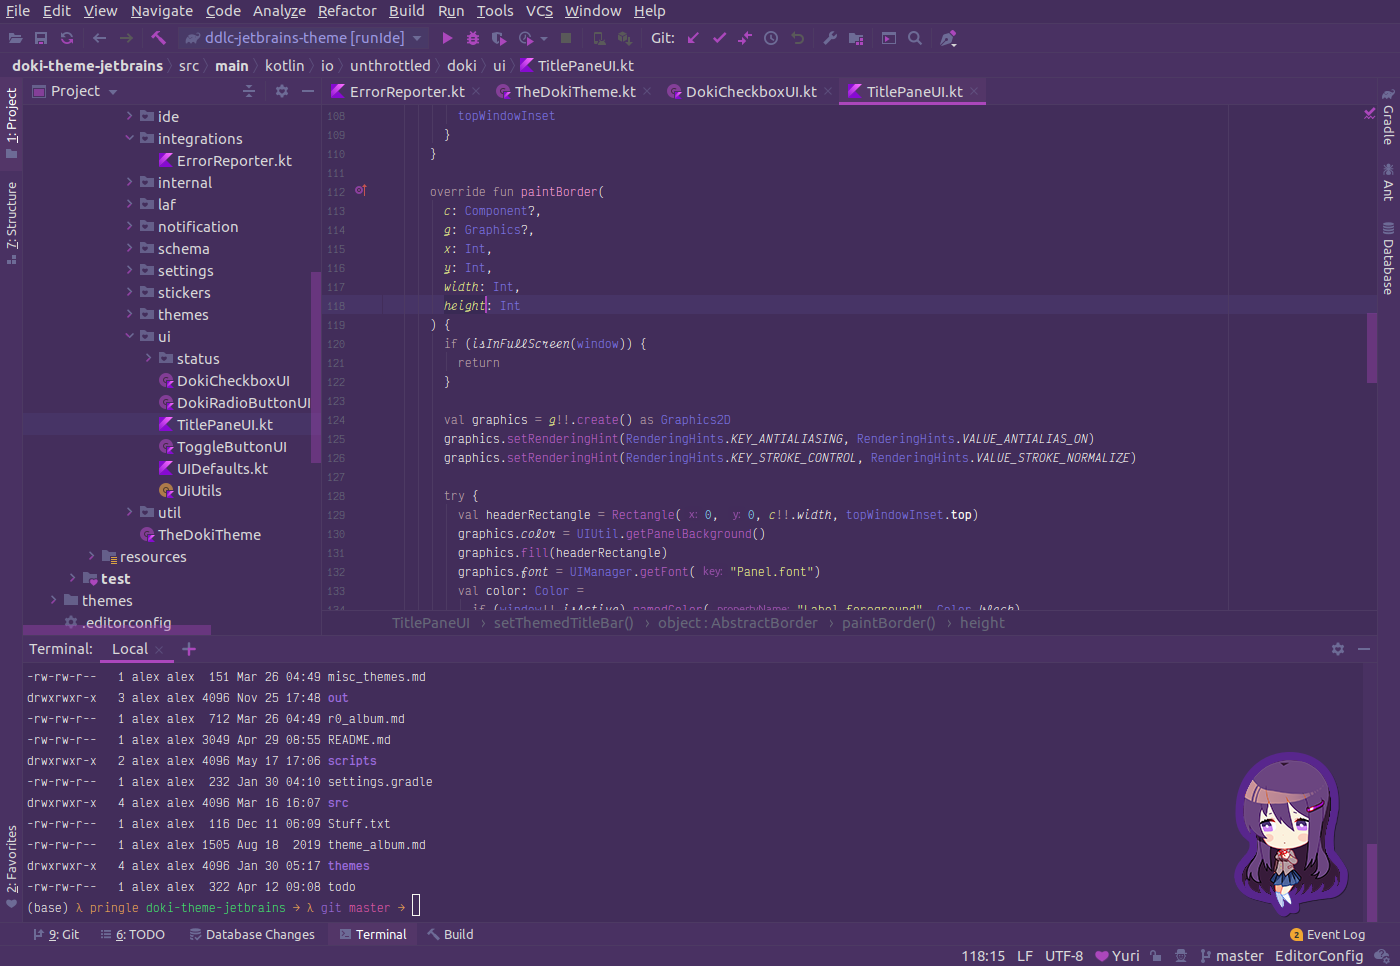 File Edit View Navigate Code Analyze Refactor Build Run Tools VCS Window Help
ddlc-jetbrains-theme [runIde] Git:
doki-theme-jetbrains src main kotlin io unthrottled doki ui TitlePaneUI.kt
Project
ErrorReporter.kt TheDokiTheme.kt DokiCheckboxUI.kt TitlePaneUI.kt
1: Project
7: Structure
2: Favorites
ide
integrations
ErrorReporter.kt
internal
laf
notification
schema
settings
stickers
themes
ui
status
DokiCheckboxUI
DokiRadioButtonUI
TitlePaneUI.kt
ToggleButtonUI
UIDefaults.kt
UiUtils
util
TheDokiTheme
resources
test
themes
.editorconfig
108 topWindowInset
109 }
110 }
111
112 override fun paintBorder(
113 c: Component?,
114 g: Graphics?,
115 x: Int,
116 y: Int,
117 width: Int,
118 height: Int
119 ) {
120 if (isInFullScreen(window)) {
121 return
122 }
123
124 val graphics = g!!.create() as Graphics2D
125 graphics.setRenderingHint(RenderingHints.KEY_ANTIALIASING, RenderingHints.VALUE_ANTIALIAS_ON)
126 graphics.setRenderingHint(RenderingHints.KEY_STROKE_CONTROL, RenderingHints.VALUE_STROKE_NORMALIZE)
127
128 try {
129 val headerRectangle = Rectangle( x: 0, y: 0, c!!.width, topWindowInset.top)
130 graphics.color = UIUtil.getPanelBackground()
131 graphics.fill(headerRectangle)
132 graphics.font = UIManager.getFont( key: "Panel.font")
133 val color: Color =
134 if (window!!.isActive) namedColor( propertyName: "Label.foreground", Color.black)
Gradle
Ant
Database
TitlePaneUI › setThemedTitleBar() › object : AbstractBorder › paintBorder() › height
Terminal: Local
-rw-rw-r-- 1 alex alex 151 Mar 26 04:49 misc_themes.md
drwxrwxr-x 3 alex alex 4096 Nov 25 17:48 out
-rw-rw-r-- 1 alex alex 712 Mar 26 04:49 r0_album.md
-rw-rw-r-- 1 alex alex 3049 Apr 29 08:55 README.md
drwxrwxr-x 2 alex alex 4096 May 17 17:06 scripts
-rw-rw-r-- 1 alex alex 232 Jan 30 04:10 settings.gradle
drwxrwxr-x 4 alex alex 4096 Mar 16 16:07 src
-rw-rw-r-- 1 alex alex 116 Dec 11 06:09 Stuff.txt
-rw-rw-r-- 1 alex alex 1505 Aug 18 2019 theme_album.md
drwxrwxr-x 4 alex alex 4096 Jan 30 05:17 themes
-rw-rw-r-- 1 alex alex 322 Apr 12 09:08 todo
(base) λ pringle doki-theme-jetbrains → λ git master →
9: Git 6: TODO Database Changes Terminal Build 2 Event Log
118:15 LF UTF-8 Yuri master EditorConfig